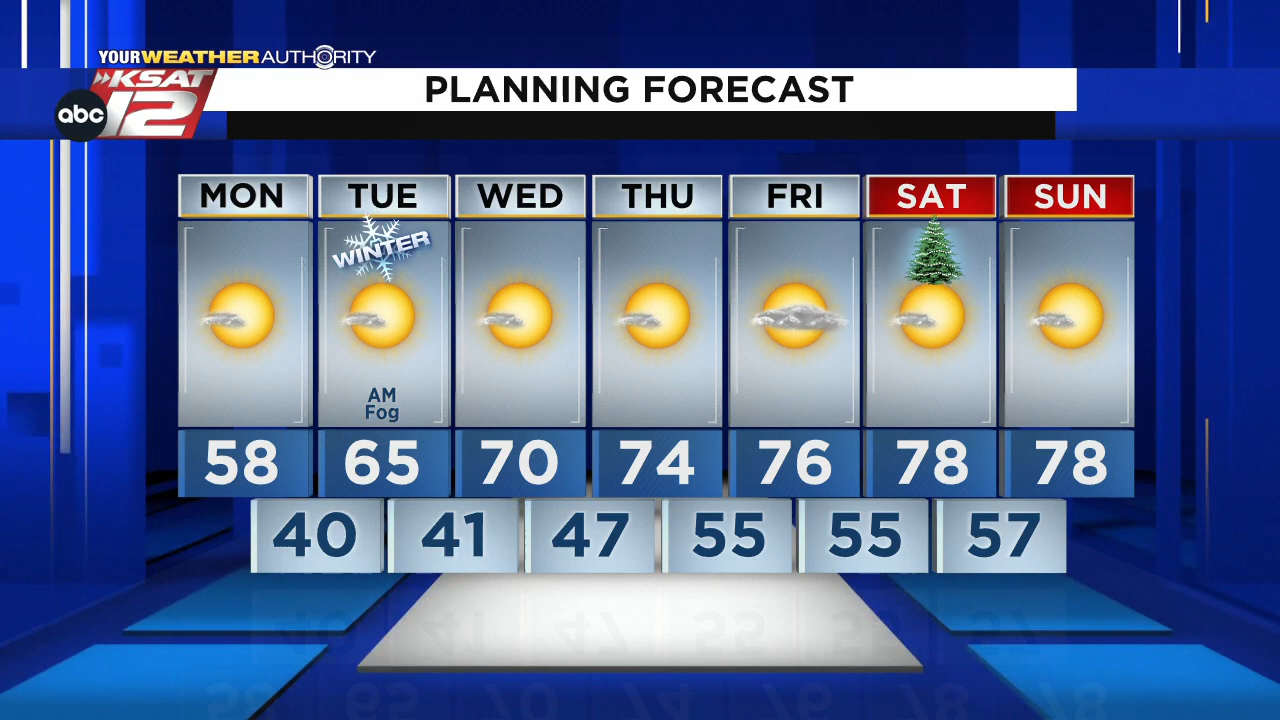 YOURWEATHERAUTHORITY
KSAT
abc 12
PLANNING FORECAST
MON TUE WED THU FRI SAT SUN
WINTER
AM
Fog
58 65 70 74 76 78 78
40 41 47 55 55 57